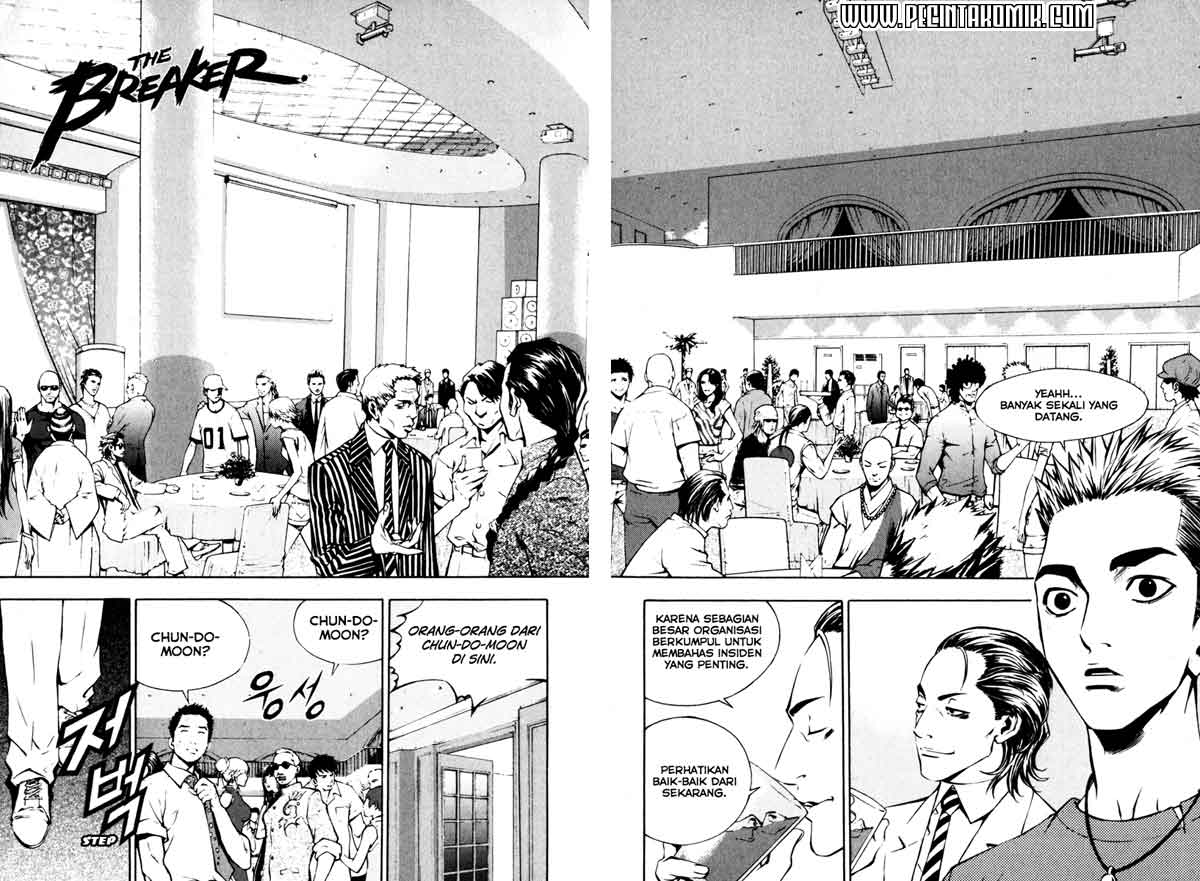 WWW.PECINTAKOMIK.COM
THE
BREAKER.
YEAHH...
BANYAK SEKALI YANG
DATANG.
KARENA SEBAGIAN
BESAR ORGANISASI
BERKUMPUL UNTUK
MEMBAHAS INSIDEN
YANG PENTING.
PERHATIKAN
BAIK-BAIK DARI
SEKARANG.
ORANG-ORANG DARI
CHUN-DO-MOON
DI SINI.
CHUN-DO-
MOON?
CHUN-DO-
MOON?
웅성
저벅
STEP
01